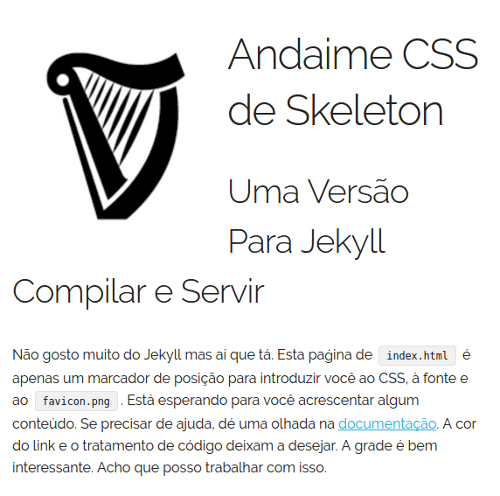 Andaime CSS
de Skeleton
Uma Versão
Para Jekyll
Compilar e Servir
Não gosto muito do Jekyll mas aí que tá. Esta paǵina de index.html é
apenas um marcador de posição para introduzir você ao CSS, à fonte e
ao favicon.png. Está esperando para você acrescentar algum
conteúdo. Se precisar de ajuda, dé uma olhada na documentação. A cor
do link e o tratamento de código deixam a desejar. A grade é bem
interessante. Acho que posso trabalhar com isso.